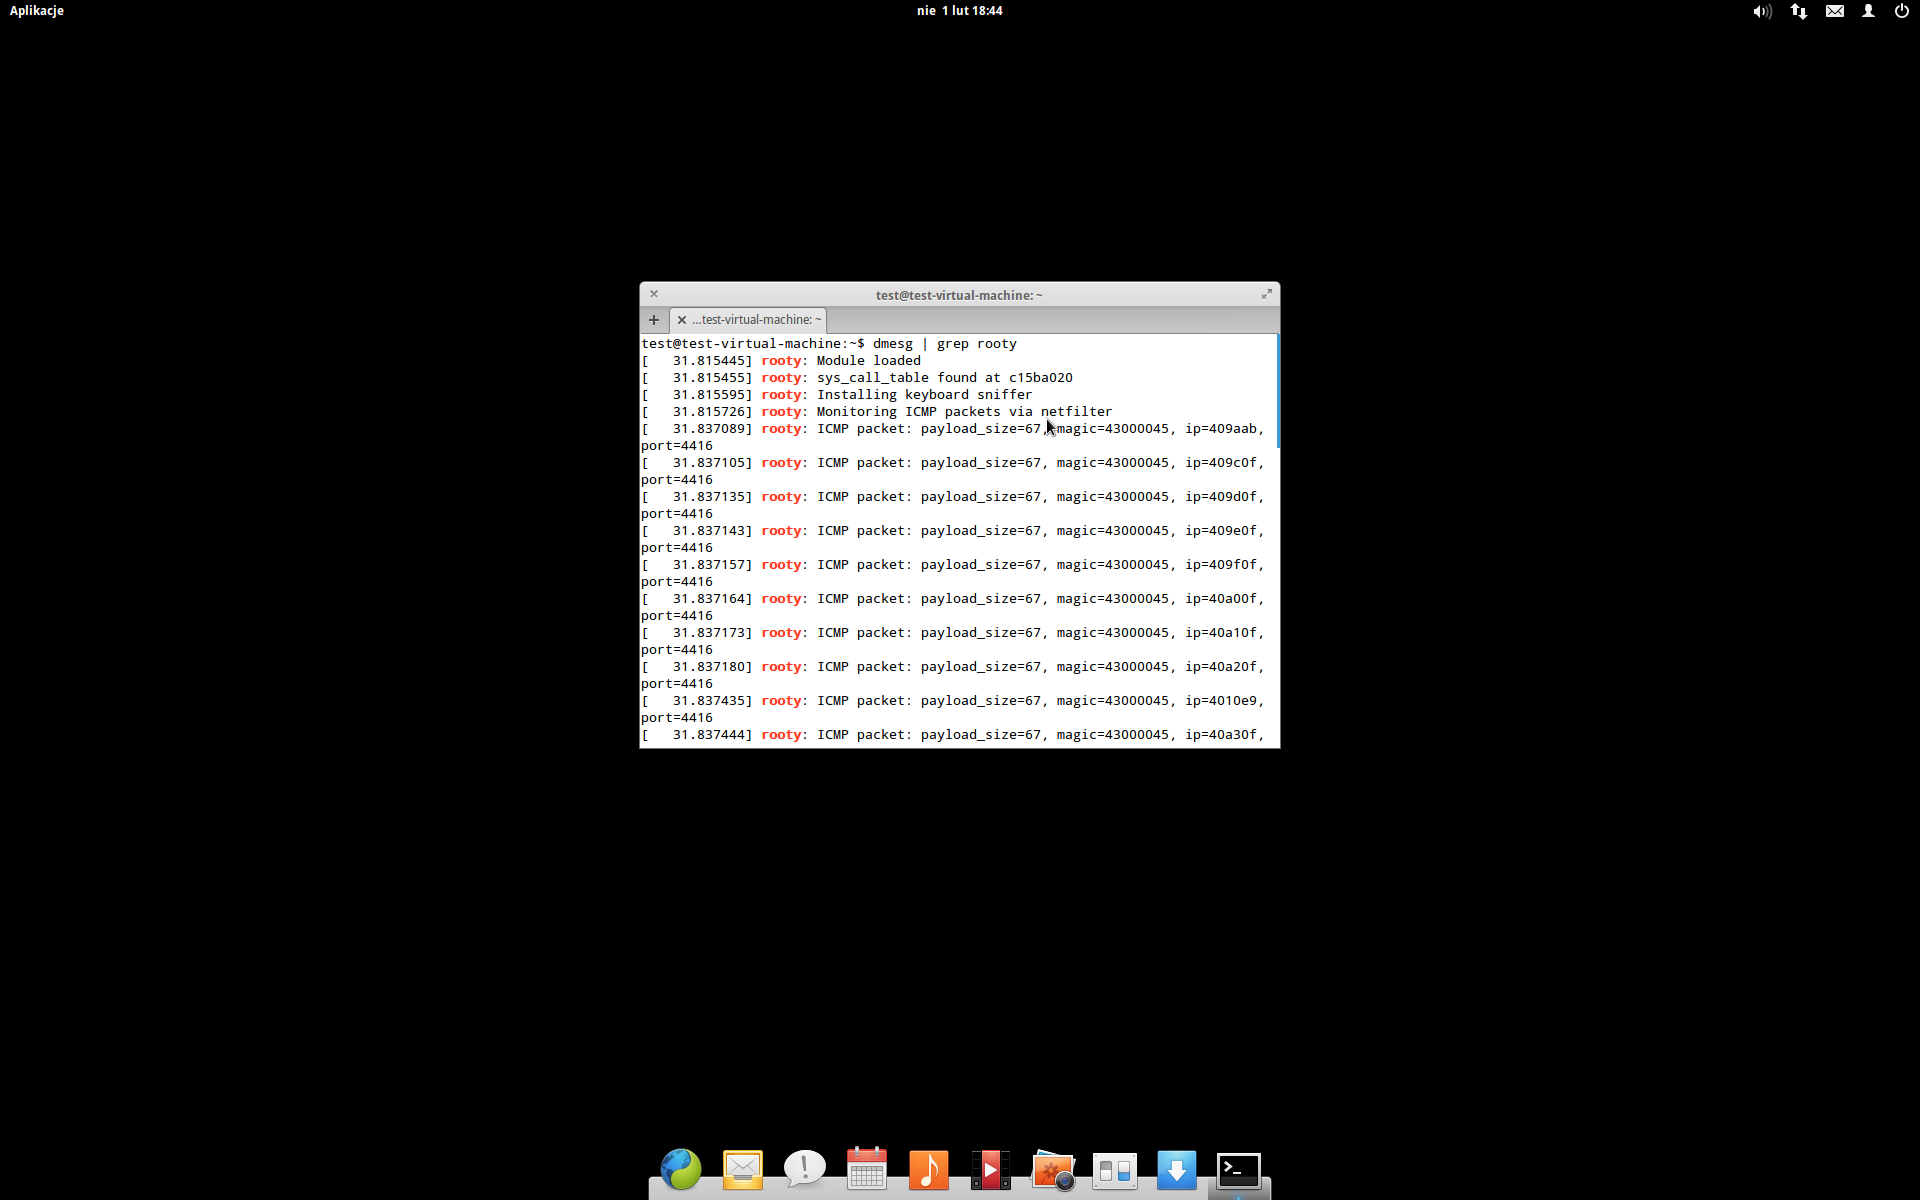 Aplikacje
nie 1 lut 18:44
test@test-virtual-machine: ~
...test-virtual-machine: ~
test@test-virtual-machine:~$ dmesg | grep rooty
[   31.815445] rooty: Module loaded
[   31.815455] rooty: sys_call_table found at c15ba020
[   31.815595] rooty: Installing keyboard sniffer
[   31.815726] rooty: Monitoring ICMP packets via netfilter
[   31.837089] rooty: ICMP packet: payload_size=67, magic=43000045, ip=409aab,
port=4416
[   31.837105] rooty: ICMP packet: payload_size=67, magic=43000045, ip=409c0f,
port=4416
[   31.837135] rooty: ICMP packet: payload_size=67, magic=43000045, ip=409d0f,
port=4416
[   31.837143] rooty: ICMP packet: payload_size=67, magic=43000045, ip=409e0f,
port=4416
[   31.837157] rooty: ICMP packet: payload_size=67, magic=43000045, ip=409f0f,
port=4416
[   31.837164] rooty: ICMP packet: payload_size=67, magic=43000045, ip=40a00f,
port=4416
[   31.837173] rooty: ICMP packet: payload_size=67, magic=43000045, ip=40a10f,
port=4416
[   31.837180] rooty: ICMP packet: payload_size=67, magic=43000045, ip=40a20f,
port=4416
[   31.837435] rooty: ICMP packet: payload_size=67, magic=43000045, ip=4010e9,
port=4416
[   31.837444] rooty: ICMP packet: payload_size=67, magic=43000045, ip=40a30f,